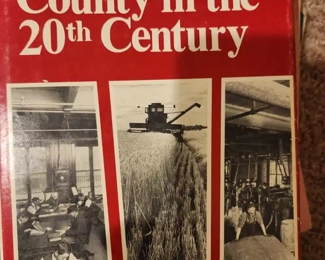 County in the
20th Century